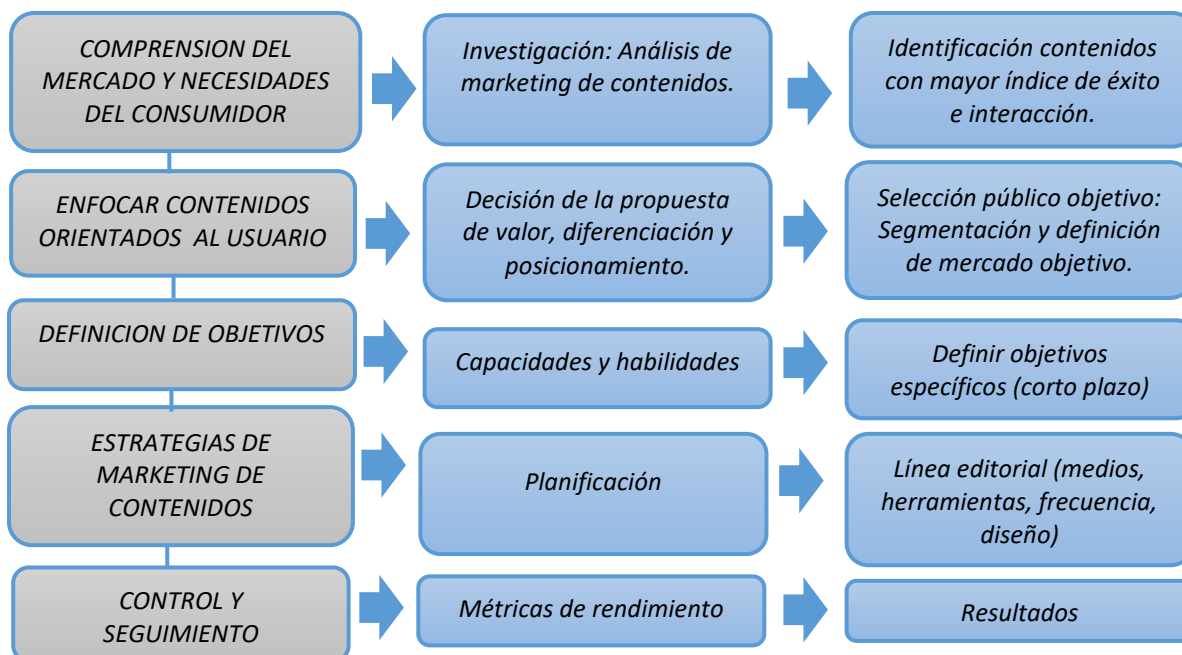 COMPRENSION DEL
MERCADO Y NECESIDADES
DEL CONSUMIDOR
Investigación: Análisis de
marketing de contenidos.
Identificación contenidos
con mayor índice de éxito
e interacción.
ENFOCAR CONTENIDOS
ORIENTADOS AL USUARIO
Decisión de la propuesta
de valor, diferenciación y
posicionamiento.
Selección público objetivo:
Segmentación y definición
de mercado objetivo.
DEFINICION DE OBJETIVOS
Capacidades y habilidades
Definir objetivos
específicos (corto plazo)
ESTRATEGIAS DE
MARKETING DE
CONTENIDOS
Planificación
Línea editorial (medios,
herramientas, frecuencia,
diseño)
CONTROL Y
SEGUIMIENTO
Métricas de rendimiento
Resultados